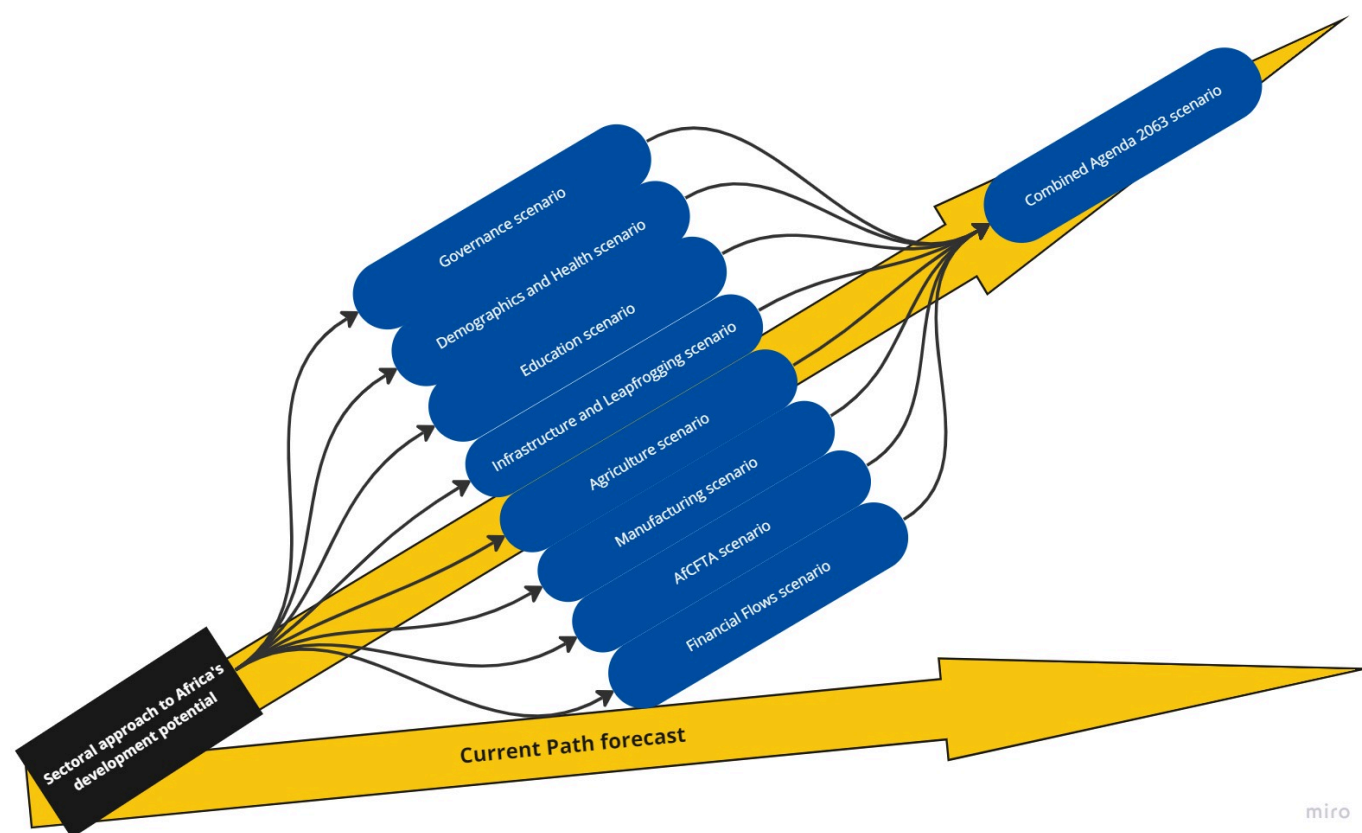 Combined Agenda 2063 scenario
Governance scenario
Demographics and Health scenario
Education scenario
Infrastructure and Leapfrogging scenario
Agriculture scenario
Manufacturing scenario
AfCFTA scenario
Financial Flows scenario
Sectoral approach to Africa's
development potential
Current Path forecast
miro